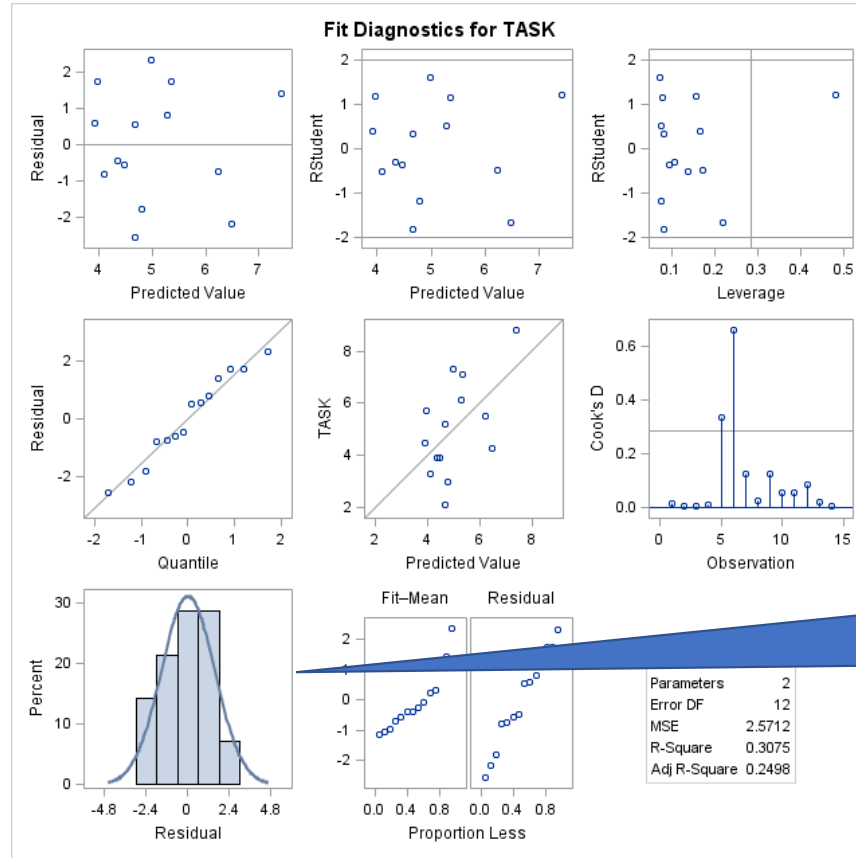 Fit Diagnostics for TASK
Residual
2
1
0
-1
-2
4 5 6 7
Predicted Value
RStudent
2
1
0
-1
-2
4 5 6 7
Predicted Value
RStudent
2
1
0
-1
-2
0.1 0.2 0.3 0.4 0.5
Leverage
Residual
2
0
-2
-2 -1 0 1 2
Quantile
TASK
8
6
4
2
2 4 6 8
Predicted Value
Cook's D
0.6
0.4
0.2
0.0
0 5 10 15
Observation
Percent
30
20
10
0
-4.8 -2.4 0 2.4 4.8
Residual
Fit–Mean Residual
2
0
-1
-2
0.0 0.4 0.8 0.0 0.4 0.8
Proportion Less
Parameters 2
Error DF 12
MSE 2.5712
R-Square 0.3075
Adj R-Square 0.2498